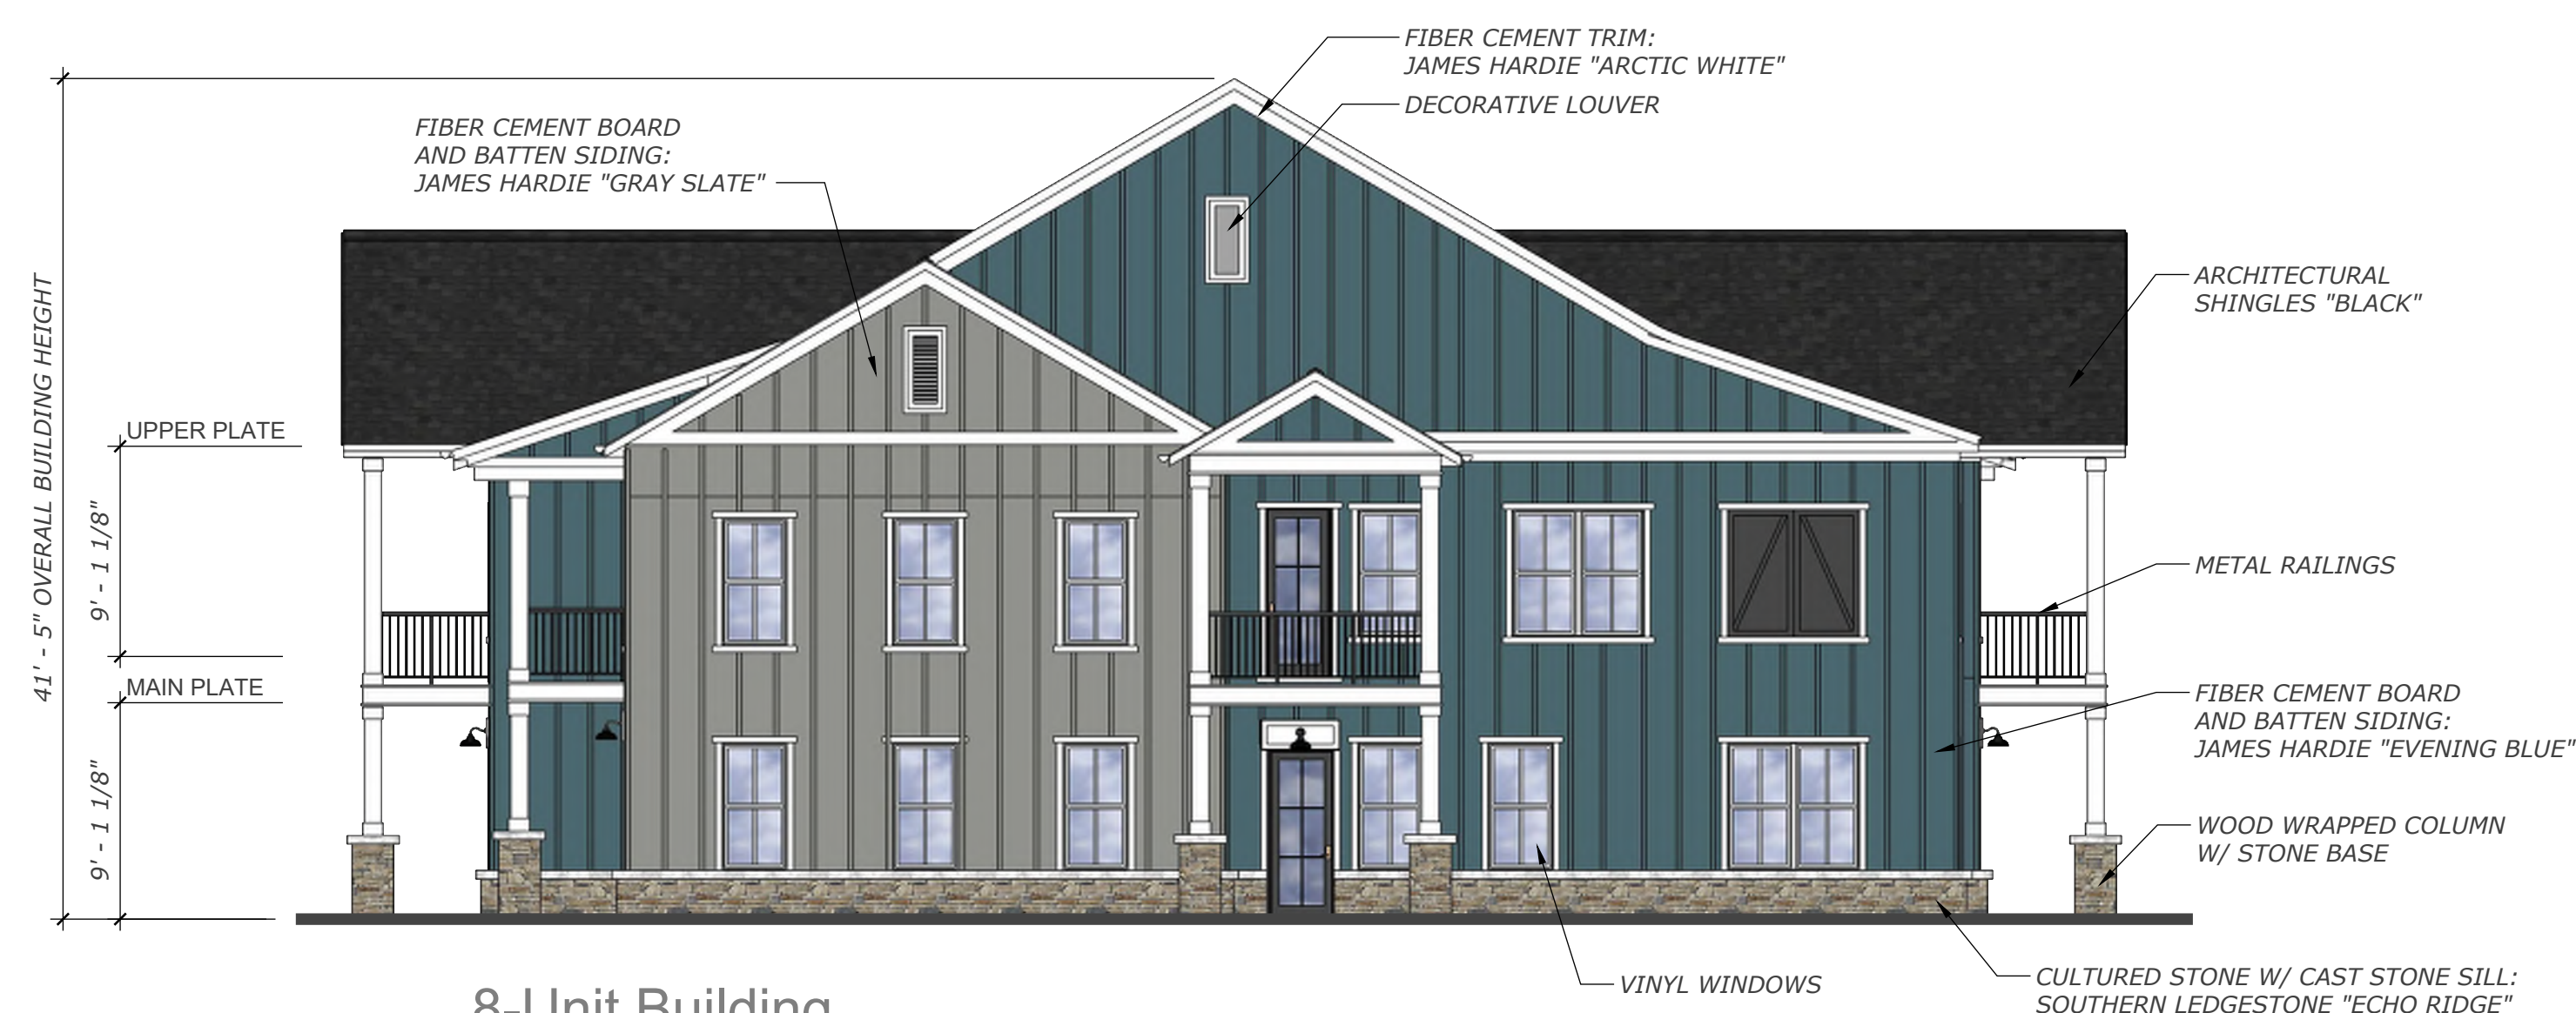 FIBER CEMENT TRIM:
JAMES HARDIE "ARCTIC WHITE"
DECORATIVE LOUVER
FIBER CEMENT BOARD
AND BATTEN SIDING:
JAMES HARDIE "GRAY SLATE"
ARCHITECTURAL
SHINGLES "BLACK"
41' - 5" OVERALL BUILDING HEIGHT
UPPER PLATE
9' - 1 1/8"
METAL RAILINGS
MAIN PLATE
FIBER CEMENT BOARD
AND BATTEN SIDING:
JAMES HARDIE "EVENING BLUE"
9' - 1 1/8"
WOOD WRAPPED COLUMN
W/ STONE BASE
VINYL WINDOWS
CULTURED STONE W/ CAST STONE SILL:
SOUTHERN LEDGESTONE "ECHO RIDGE"
8-Unit Building